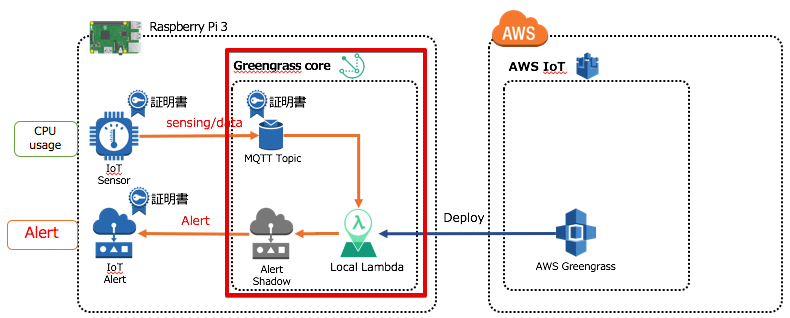 Raspberry Pi 3
AWS
Greengrass core
AWS IoT
証明書
証明書
CPU
usage
sensing/data
MQTT Topic
IoT
Sensor
証明書
Alert
Alert
Deploy
λ
IoT
Alert
Alert
Shadow
Local Lambda
AWS Greengrass